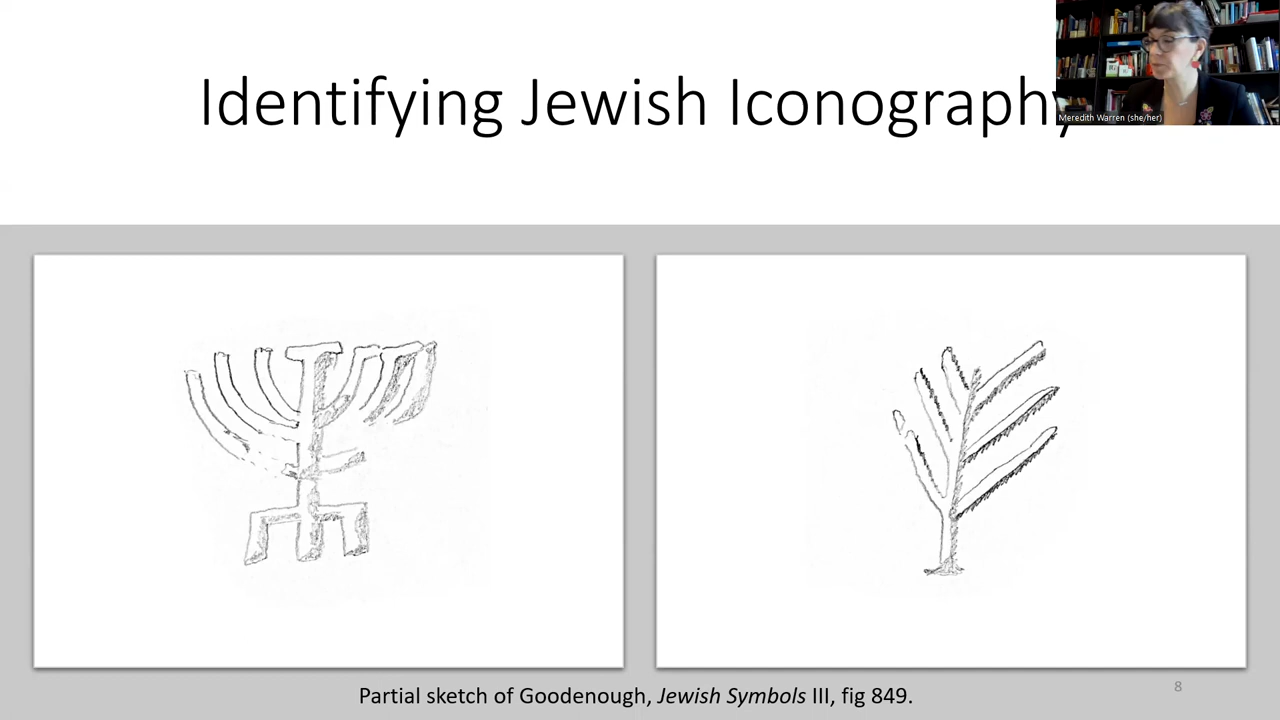 Identifying Jewish Iconography
Meredith Warren (she/her)
Partial sketch of Goodenough, Jewish Symbols III, fig 849.
8